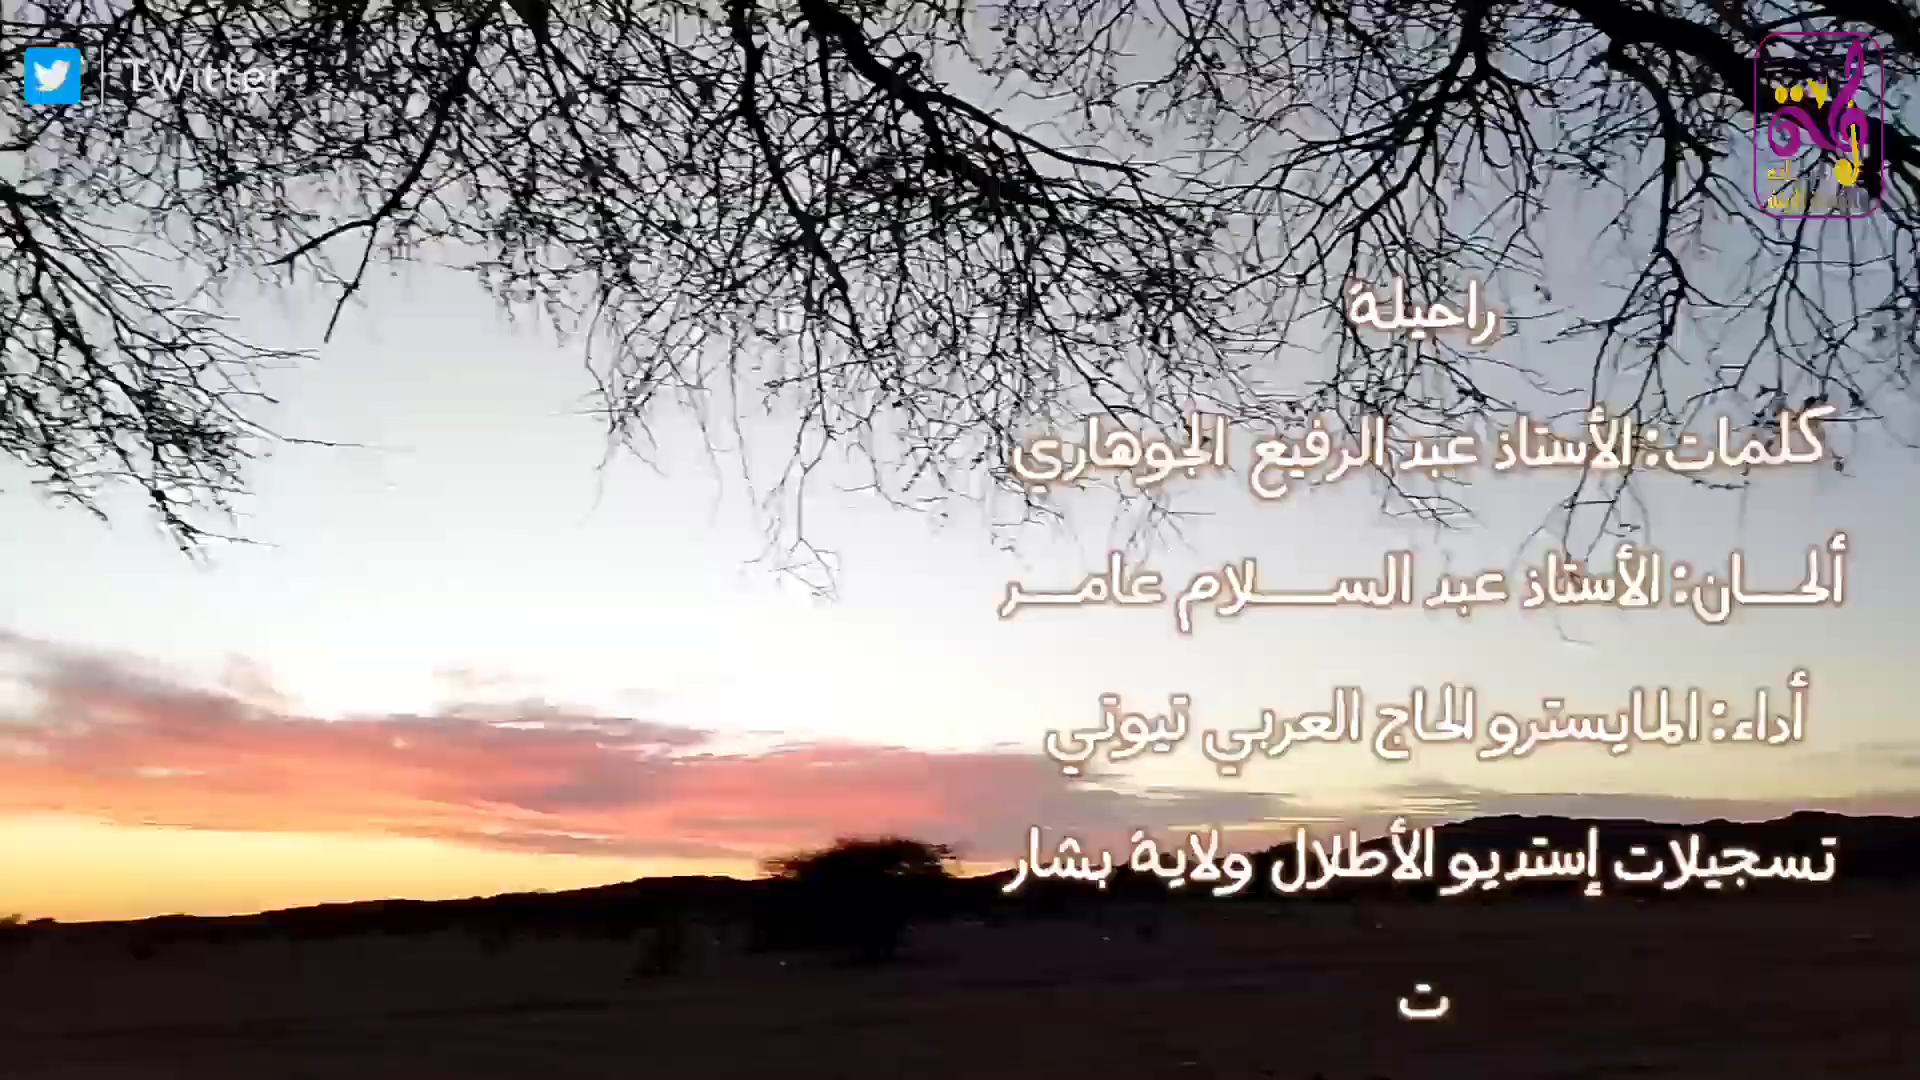 Twitter
راحيلة
كلمات: الأستاذ عبد الرفيع الجوهاري
ألحـــان: الأستاذ عبد الســـــلام عامـــر
أداء: المايسترو الحاج العربي تيوتي
تسجيلات إستديو الأطلال ولاية بشار
ت